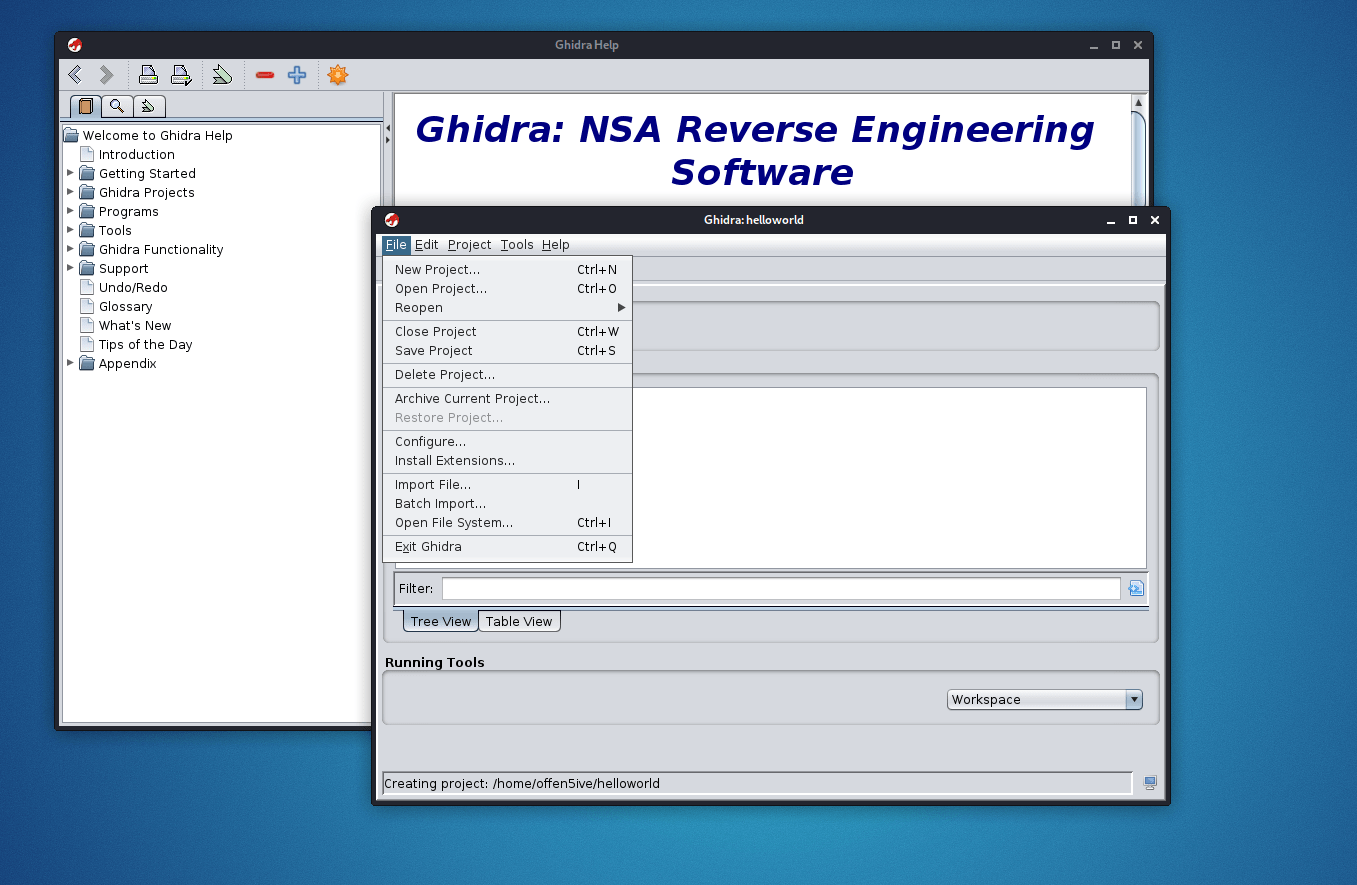 Ghidra Help
Welcome to Ghidra Help
Introduction
Getting Started
Ghidra Projects
Programs
Tools
Ghidra Functionality
Support
Undo/Redo
Glossary
What's New
Tips of the Day
Appendix
Ghidra: NSA Reverse Engineering
Software
Ghidra: helloworld
File Edit Project Tools Help
New Project... Ctrl+N
Open Project... Ctrl+O
Reopen
Close Project Ctrl+W
Save Project Ctrl+S
Delete Project...
Archive Current Project...
Restore Project...
Configure...
Install Extensions...
Import File... I
Batch Import...
Open File System... Ctrl+I
Exit Ghidra Ctrl+Q
Filter:
Tree View Table View
Running Tools
Workspace
Creating project: /home/offen5ive/helloworld